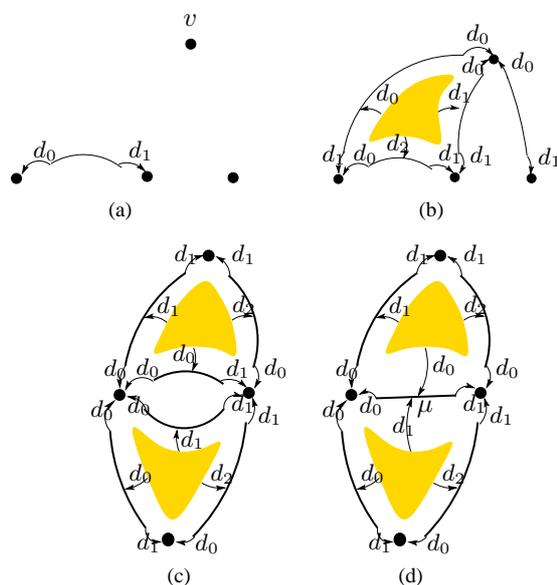 v
d₀ d₁
(a)
d₀
d₀ d₀
d₀ d₁
d₂
d₁ d₀ d₁ d₁ d₁
(b)
d₁ d₁
d₁ d₂
d₀
d₀ d₀ d₁ d₀
d₀ d₀ d₁ d₁
d₁
d₀ d₂
d₁ d₀
(c)
d₁ d₁
d₁ d₂
d₀
d₀ d₀
d₀ d₀ μ d₁ d₁
d₁
d₀ d₂
d₁ d₀
(d)